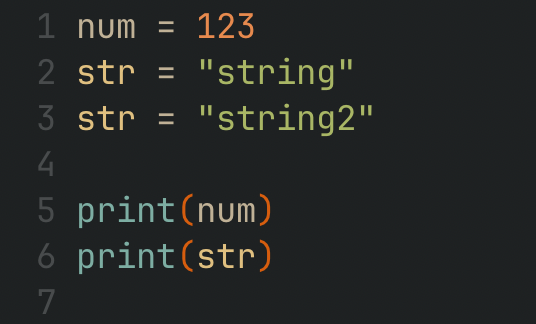 1 num = 123
2 str = "string"
3 str = "string2"
4
5 print(num)
6 print(str)
7